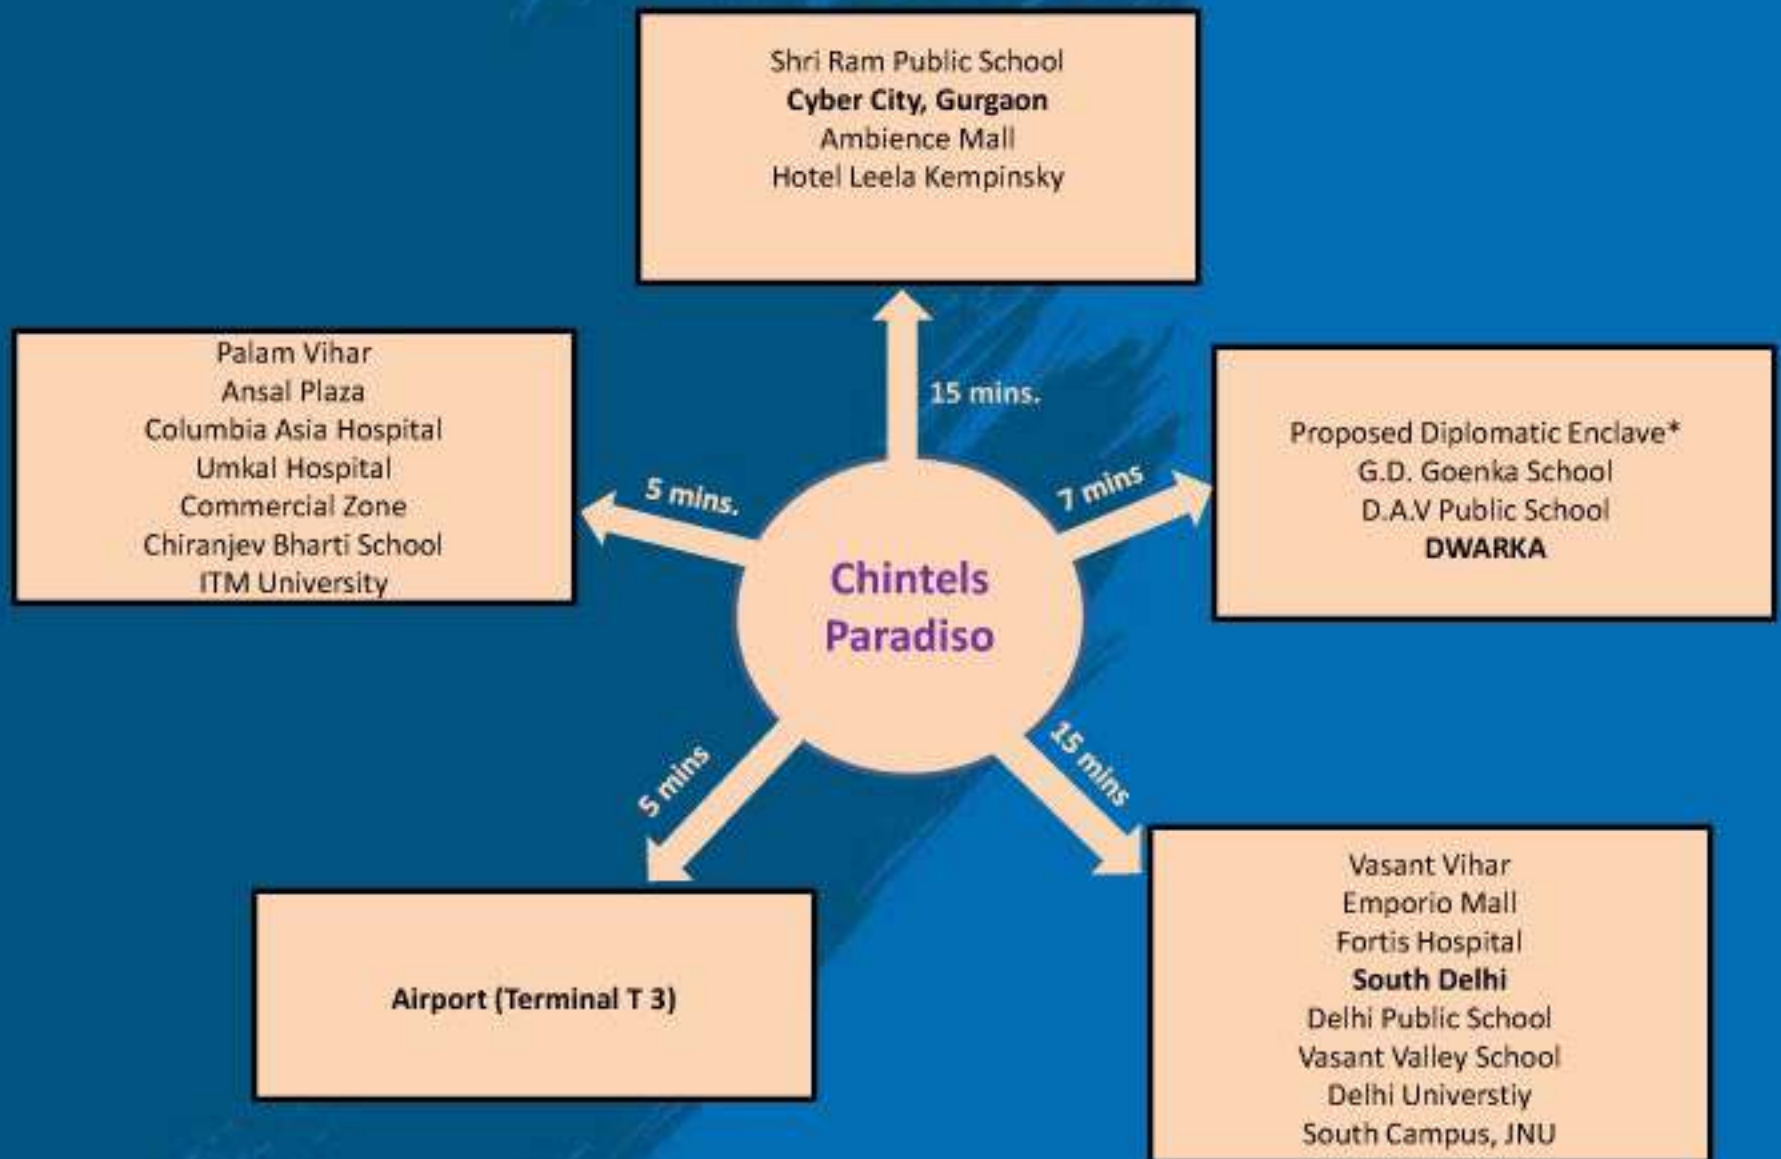 Shri Ram Public School
Cyber City, Gurgaon
Ambience Mall
Hotel Leela Kempinsky
15 mins.
Palam Vihar
Ansal Plaza
Columbia Asia Hospital
Umkal Hospital
Commercial Zone
Chiranjev Bharti School
ITM University
5 mins.
7 mins
Proposed Diplomatic Enclave*
G.D. Goenka School
D.A.V Public School
DWARKA
Chintels
Paradiso
5 mins
15 mins
Airport (Terminal T 3)
Vasant Vihar
Emporio Mall
Fortis Hospital
South Delhi
Delhi Public School
Vasant Valley School
Delhi Universtiy
South Campus, JNU